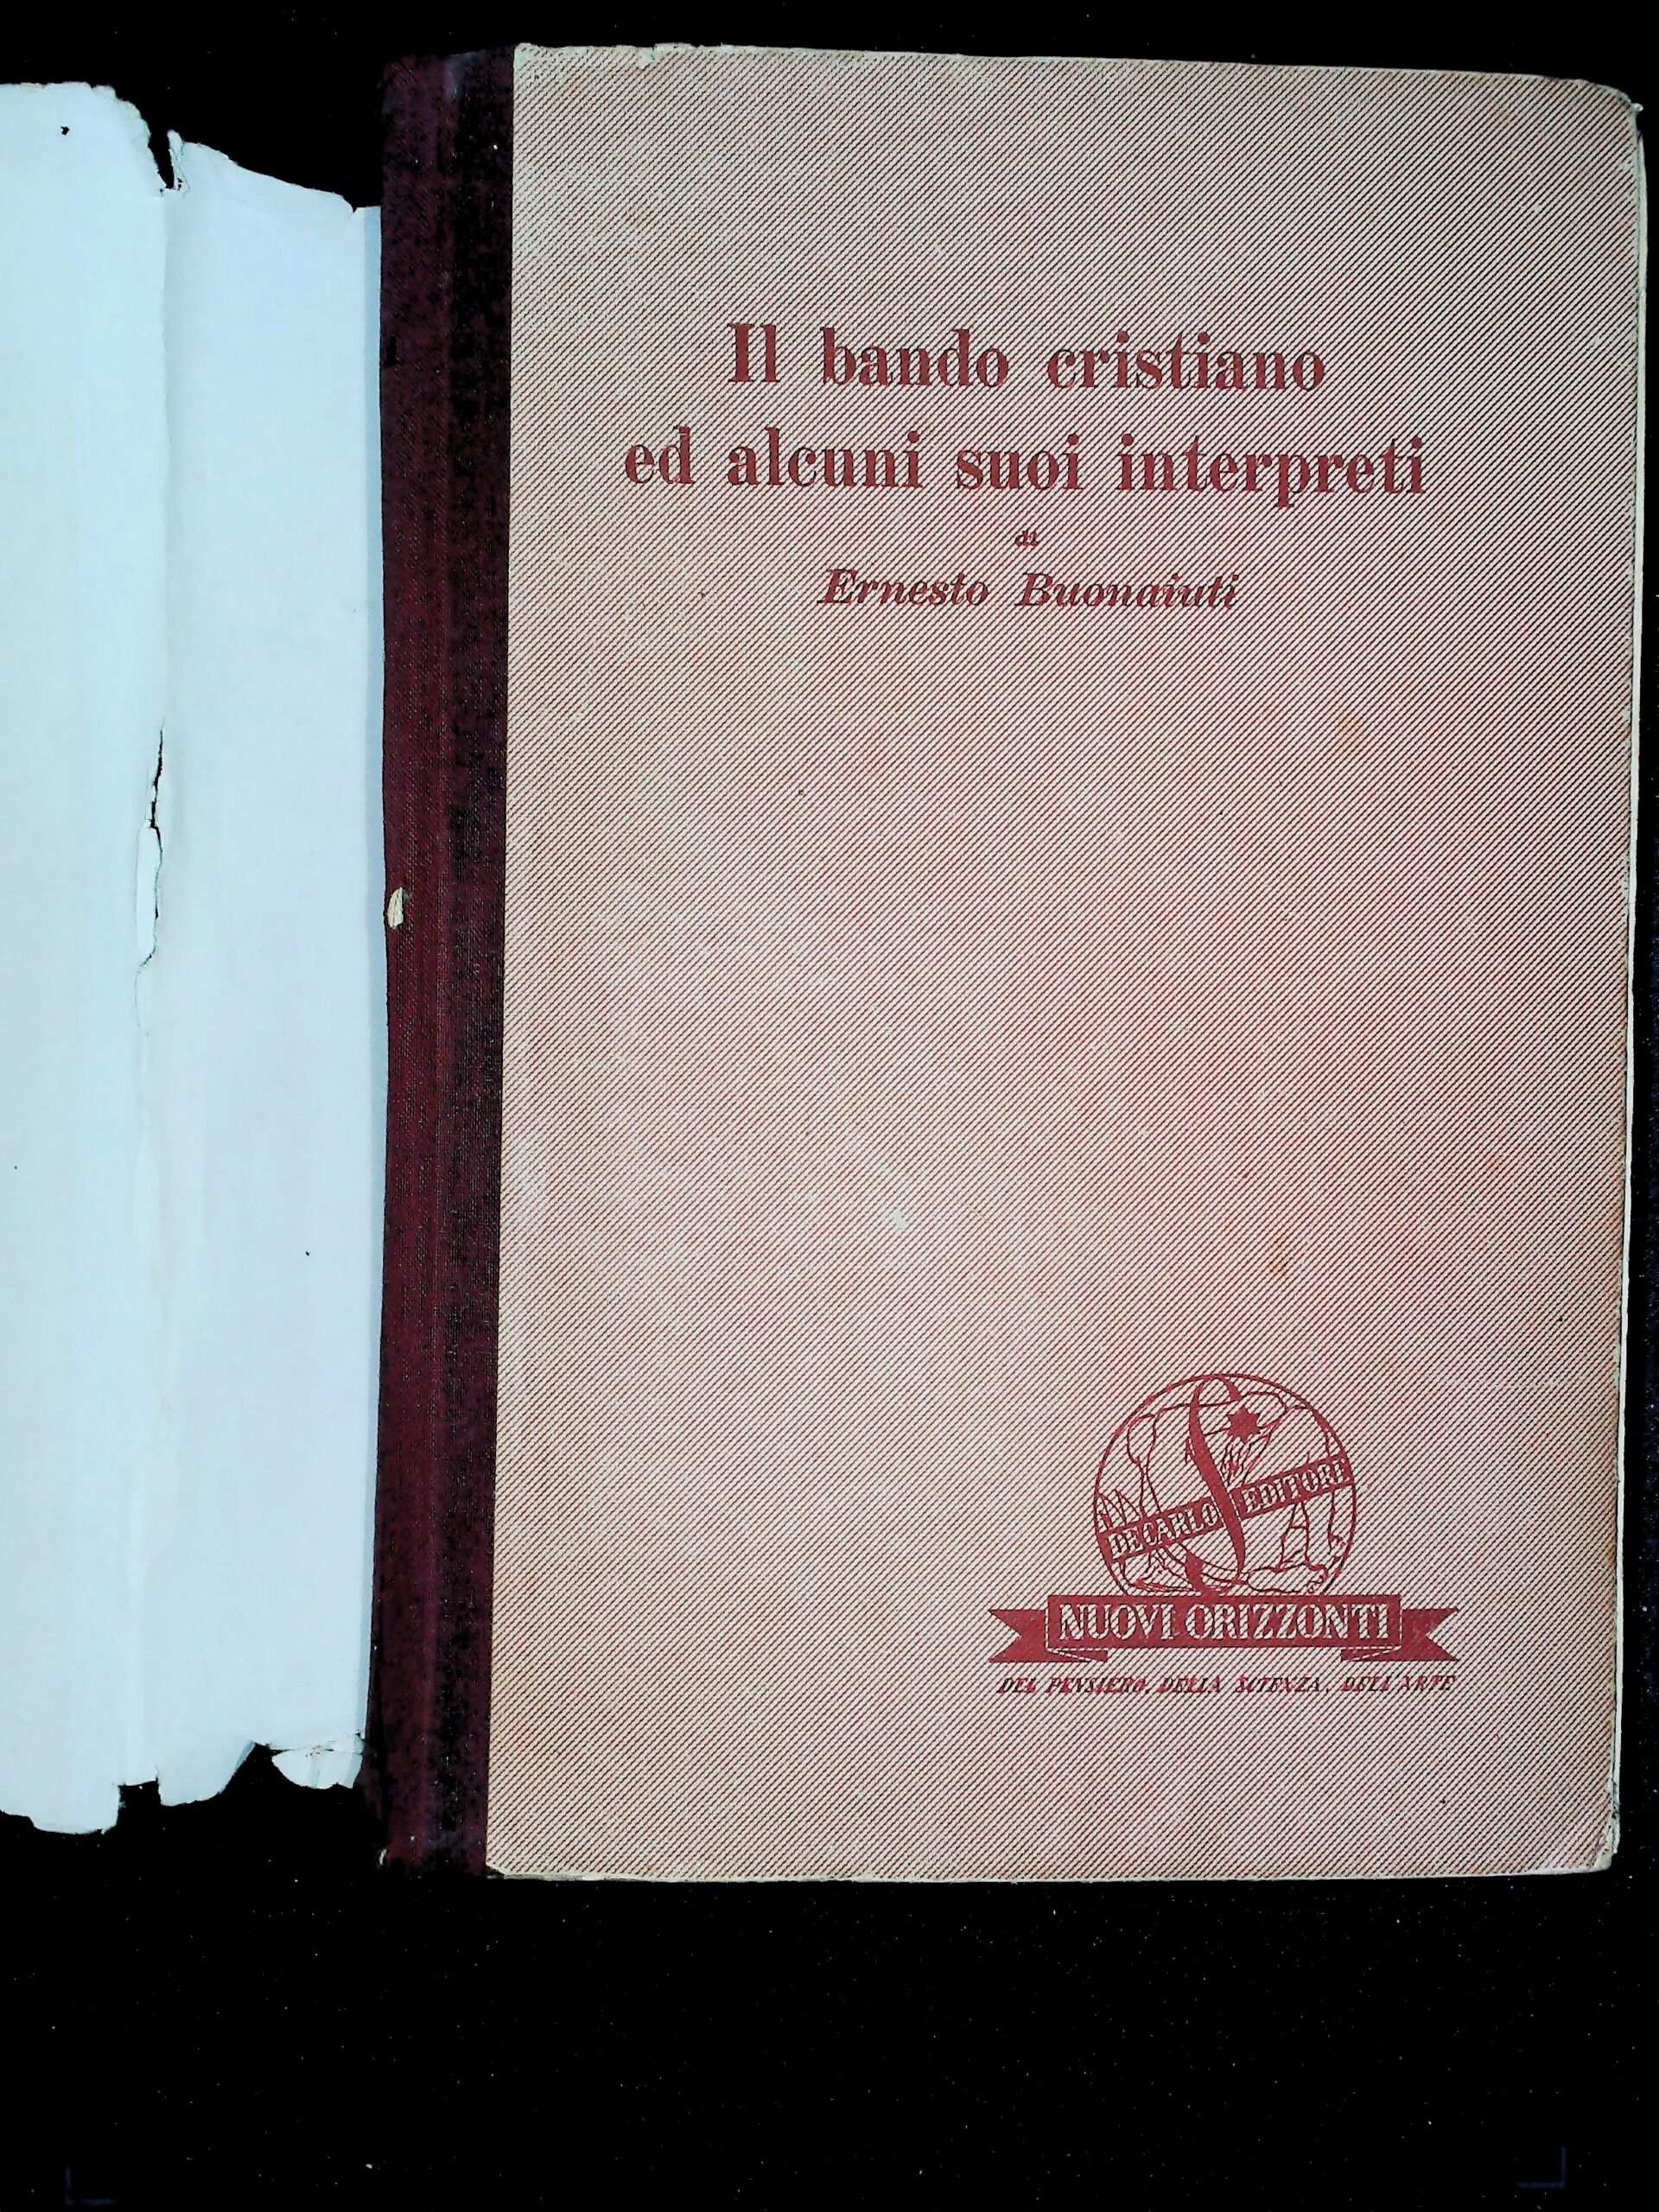 Il bando cristiano
ed alcuni suoi interpreti
di
Ernesto Buonaiuti
DE CARLO EDITORE
NUOVI ORIZZONTI
DEL PENSIERO, DELLA SCIENZA, DELL'ARTE